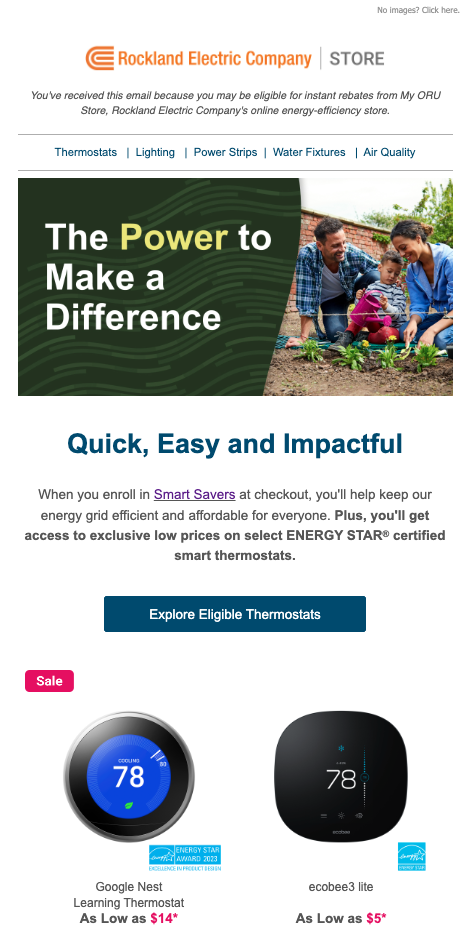 No images? Click here.
Rockland Electric Company | STORE
You've received this email because you may be eligible for instant rebates from My ORU
Store, Rockland Electric Company's online energy-efficiency store.
Thermostats | Lighting | Power Strips | Water Fixtures | Air Quality
The Power to
Make a
Difference
Quick, Easy and Impactful
When you enroll in Smart Savers at checkout, you'll help keep our
energy grid efficient and affordable for everyone. Plus, you'll get
access to exclusive low prices on select ENERGY STAR® certified
smart thermostats.
Explore Eligible Thermostats
Sale
COOLING
80
78
78
ecobee
ENERGY STAR
AWARD 2023
EXCELLENCE IN PRODUCT DESIGN
ENERGY STAR
Google Nest
Learning Thermostat
As Low as $14*
ecobee3 lite
As Low as $5*